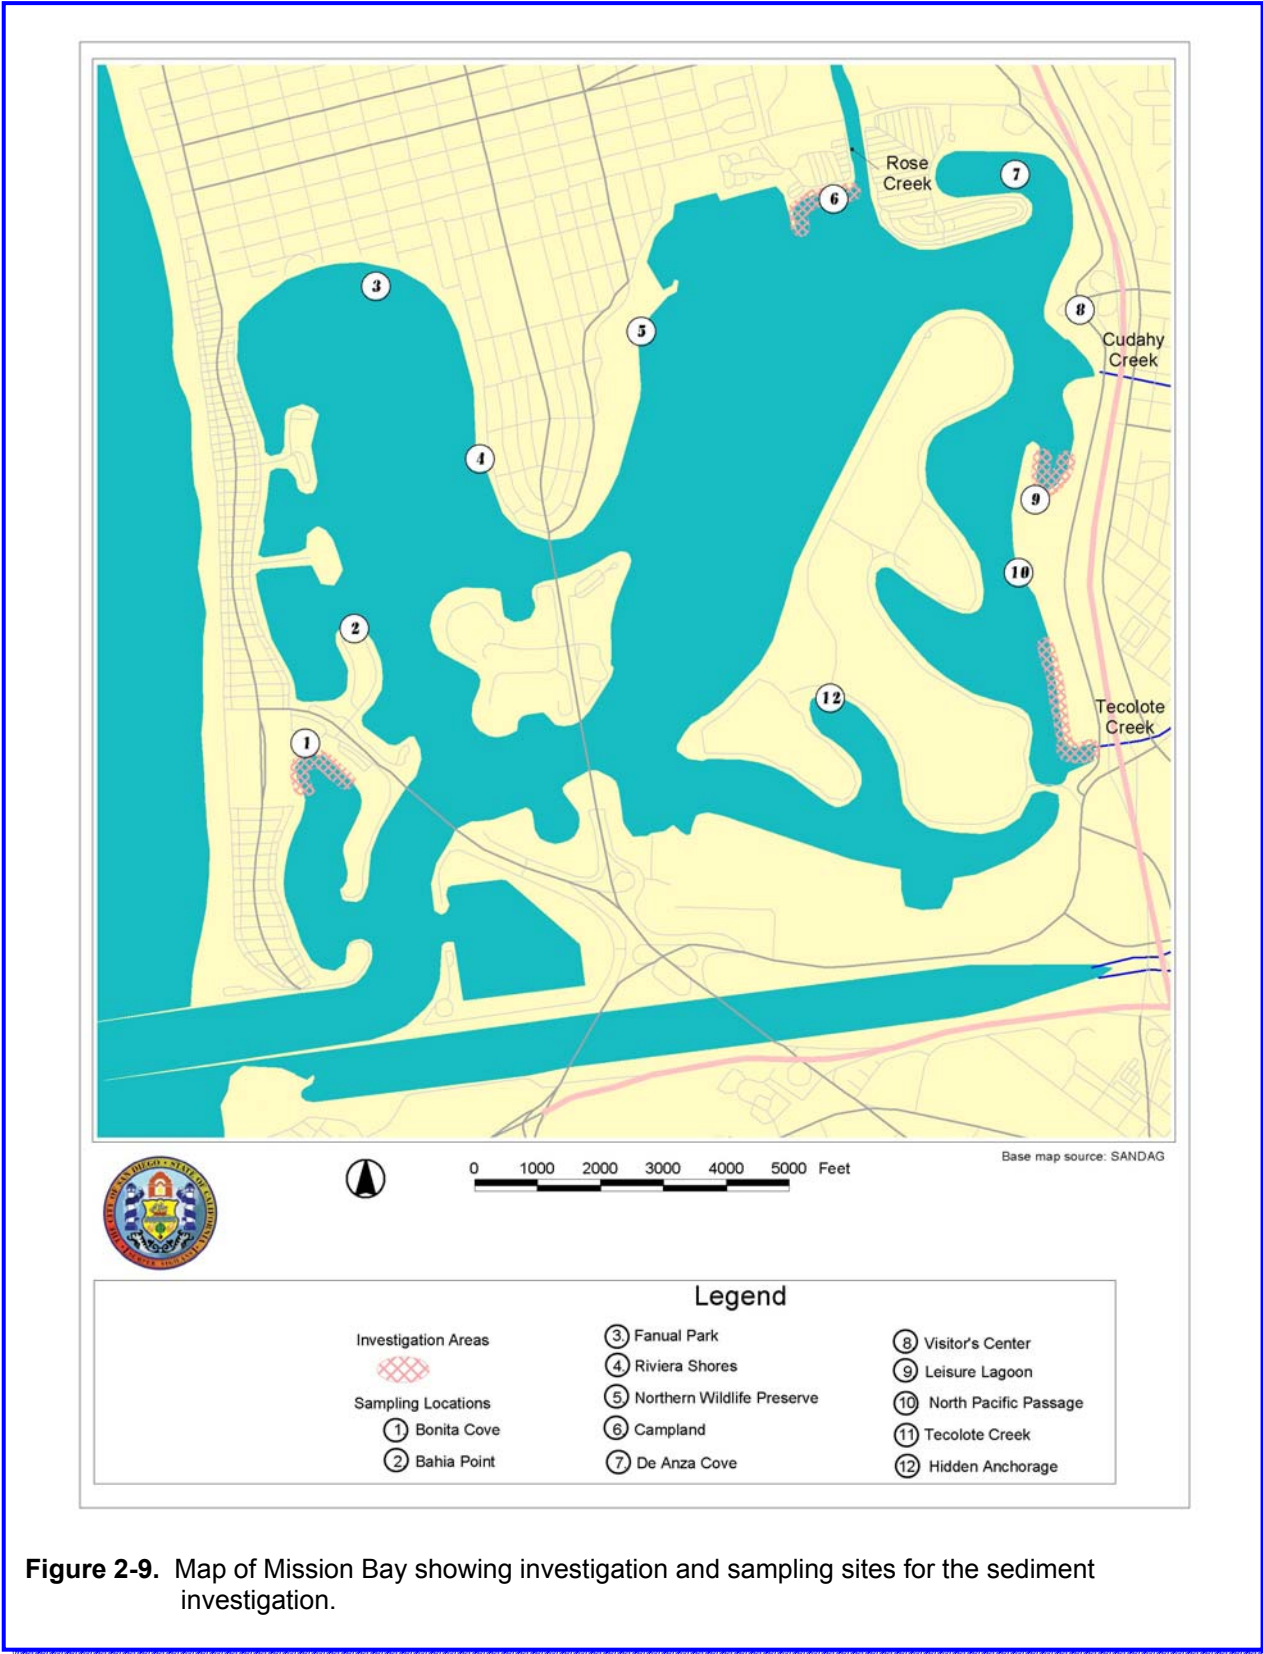 Rose
Creek
7
6
3
8
5
Cudahy
Creek
4
9
10
2
12
Tecolote
Creek
1
Base map source: SANDAG
0 1000 2000 3000 4000 5000 Feet
Legend
Investigation Areas
Sampling Locations
1. Bonita Cove
2 Bahia Point
3. Fanual Park
4. Riviera Shores
5. Northern Wildlife Preserve
6 Campland
7. De Anza Cove
8 Visitor's Center
9 Leisure Lagoon
10 North Pacific Passage
11 Tecolote Creek
12 Hidden Anchorage
Figure 2-9. Map of Mission Bay showing investigation and sampling sites for the sediment
investigation.